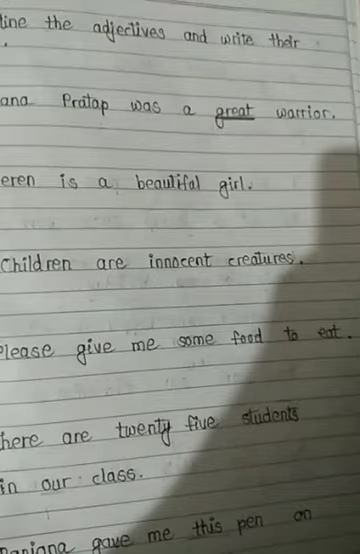 line the adjectives and write their
ana Pratap was a great warrior.
eren is a beautiful girl.
Children are innocent creatures.
Please give me some food to eat.
here are twenty five students
in our class.
anjana gave me this pen on